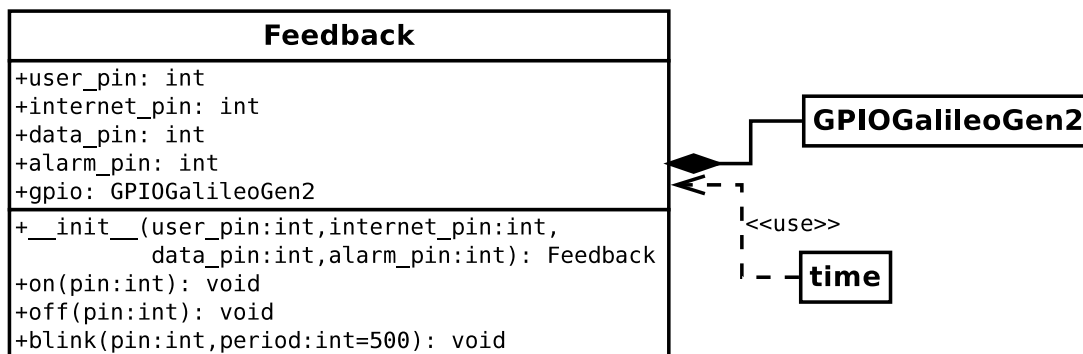 Feedback
+user_pin: int
+internet_pin: int
+data_pin: int
+alarm_pin: int
+gpio: GPIOGalileoGen2
+__init__(user_pin:int,internet_pin:int,
data_pin:int,alarm_pin:int): Feedback
+on(pin:int): void
+off(pin:int): void
+blink(pin:int,period:int=500): void
GPIOGalileoGen2
<<use>>
time